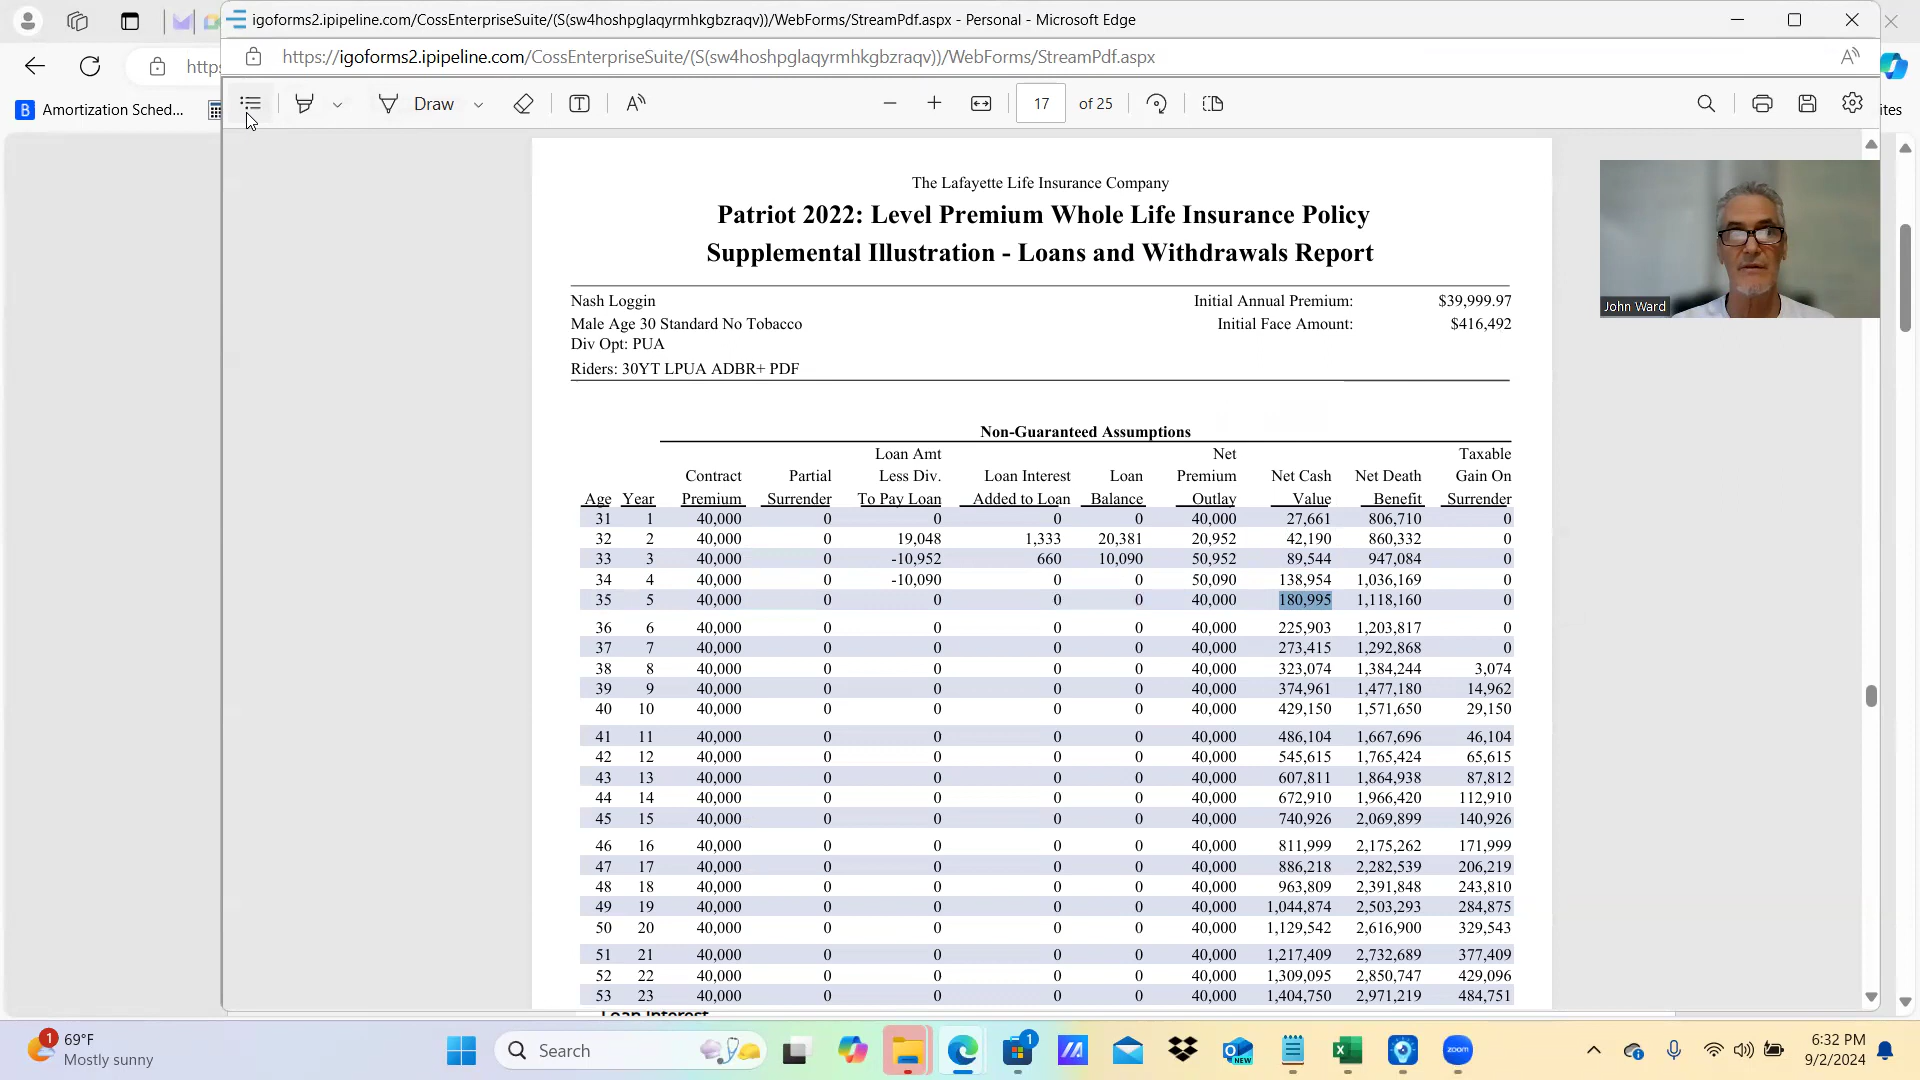 igoforms2.ipipeline.com/CossEnterpriseSuite/(S(sw4hoshpglaqyrmhkgbzraqv))/WebForms/StreamPdf.aspx - Personal - Microsoft Edge
https://igoforms2.ipipeline.com/CossEnterpriseSuite/(S(sw4hoshpglaqyrmhkgbzraqv))/WebForms/StreamPdf.aspx
Draw 17 of 25
Amortization Sched...
The Lafayette Life Insurance Company
Patriot 2022: Level Premium Whole Life Insurance Policy
Supplemental Illustration - Loans and Withdrawals Report
Nash Loggin Initial Annual Premium: $39,999.97
Male Age 30 Standard No Tobacco Initial Face Amount: $416,492
Div Opt: PUA
Riders: 30YT LPUA ADBR+ PDF
John Ward
Non-Guaranteed Assumptions
Loan Amt Net Taxable
Contract Partial Less Div. Loan Interest Loan Premium Net Cash Net Death Gain On
Age Year Premium Surrender To Pay Loan Added to Loan Balance Outlay Value Benefit Surrender
31 1 40,000 0 0 0 0 40,000 27,661 806,710 0
32 2 40,000 0 19,048 1,333 20,381 20,952 42,190 860,332 0
33 3 40,000 0 -10,952 660 10,090 50,952 89,544 947,084 0
34 4 40,000 0 -10,090 0 0 50,090 138,954 1,036,169 0
35 5 40,000 0 0 0 0 40,000 180,995 1,118,160 0
36 6 40,000 0 0 0 0 40,000 225,903 1,203,817 0
37 7 40,000 0 0 0 0 40,000 273,415 1,292,868 0
38 8 40,000 0 0 0 0 40,000 323,074 1,384,244 3,074
39 9 40,000 0 0 0 0 40,000 374,961 1,477,180 14,962
40 10 40,000 0 0 0 0 40,000 429,150 1,571,650 29,150
41 11 40,000 0 0 0 0 40,000 486,104 1,667,696 46,104
42 12 40,000 0 0 0 0 40,000 545,615 1,765,424 65,615
43 13 40,000 0 0 0 0 40,000 607,811 1,864,938 87,812
44 14 40,000 0 0 0 0 40,000 672,910 1,966,420 112,910
45 15 40,000 0 0 0 0 40,000 740,926 2,069,899 140,926
46 16 40,000 0 0 0 0 40,000 811,999 2,175,262 171,999
47 17 40,000 0 0 0 0 40,000 886,218 2,282,539 206,219
48 18 40,000 0 0 0 0 40,000 963,809 2,391,848 243,810
49 19 40,000 0 0 0 0 40,000 1,044,874 2,503,293 284,875
50 20 40,000 0 0 0 0 40,000 1,129,542 2,616,900 329,543
51 21 40,000 0 0 0 0 40,000 1,217,409 2,732,689 377,409
52 22 40,000 0 0 0 0 40,000 1,309,095 2,850,747 429,096
53 23 40,000 0 0 0 0 40,000 1,404,750 2,971,219 484,751
Loan Interest
1 69°F
Mostly sunny
Search
NEW
1
zoom
6:32 PM
9/2/2024